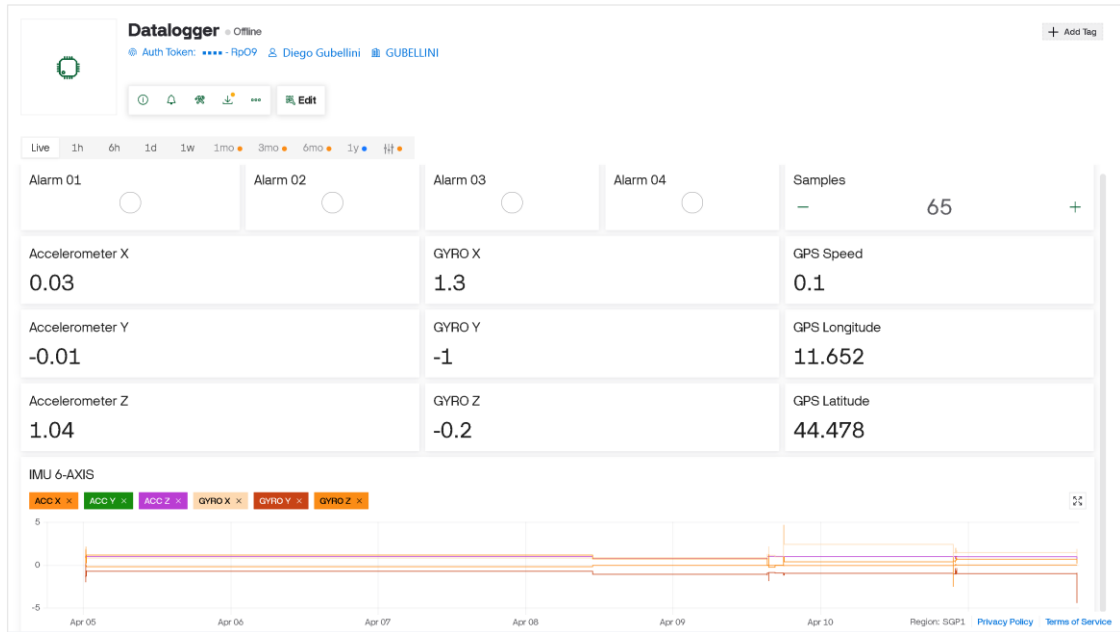 Datalogger Offline
+ Add Tag
Auth Token: •••• - RpO9 Diego Gubellini GUBELLINI
Edit
Live 1h 6h 1d 1w 1mo 3mo 6mo 1y
Alarm 01
Alarm 02
Alarm 03
Alarm 04
Samples
− 65 +
Accelerometer X
0.03
GYRO X
1.3
GPS Speed
0.1
Accelerometer Y
-0.01
GYRO Y
-1
GPS Longitude
11.652
Accelerometer Z
1.04
GYRO Z
-0.2
GPS Latitude
44.478
IMU 6-AXIS
ACC X × ACC Y × ACC Z × GYRO X × GYRO Y × GYRO Z ×
5
0
-5
Apr 05 Apr 06 Apr 07 Apr 08 Apr 09 Apr 10
Region: SGP1 Privacy Policy Terms of Service